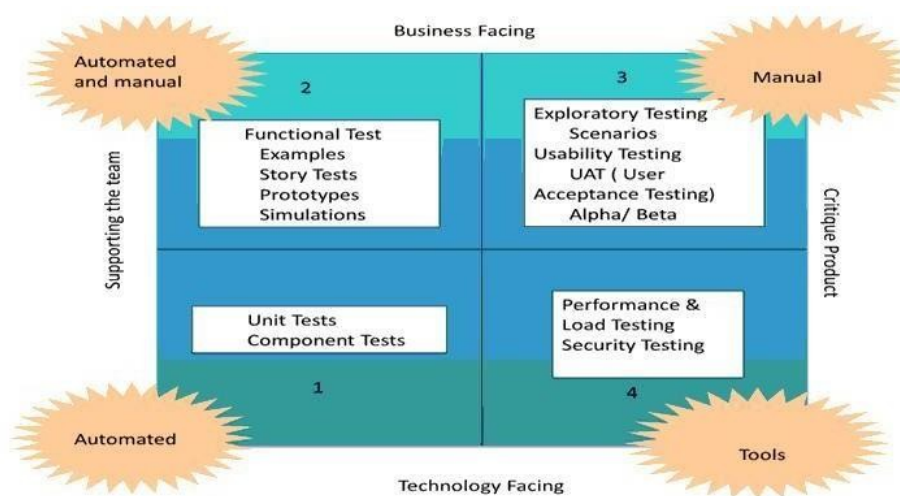 Business Facing
Automated
and manual
2
3
Manual
Functional Test
Examples
Story Tests
Prototypes
Simulations
Exploratory Testing
Scenarios
Usability Testing
UAT ( User
Acceptance Testing)
Alpha/ Beta
Supporting the team
Critique Product
Unit Tests
Component Tests
Performance &
Load Testing
Security Testing
1
4
Automated
Tools
Technology Facing